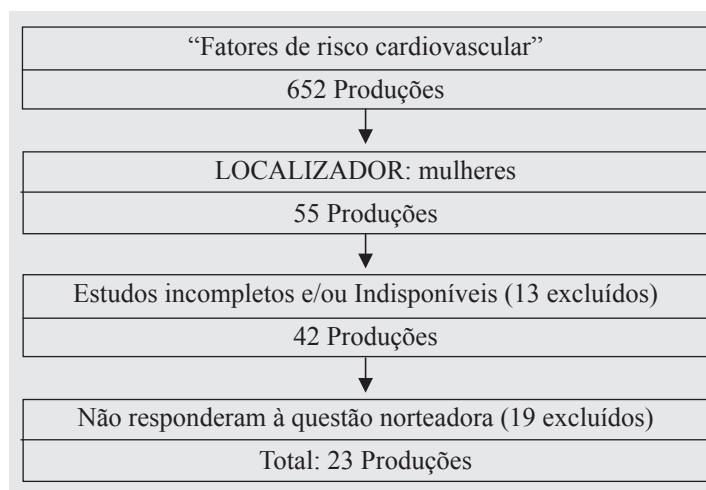 “Fatores de risco cardiovascular”
652 Produções
LOCALIZADOR: mulheres
55 Produções
Estudos incompletos e/ou Indisponíveis (13 excluídos)
42 Produções
Não responderam à questão norteadora (19 excluídos)
Total: 23 Produções